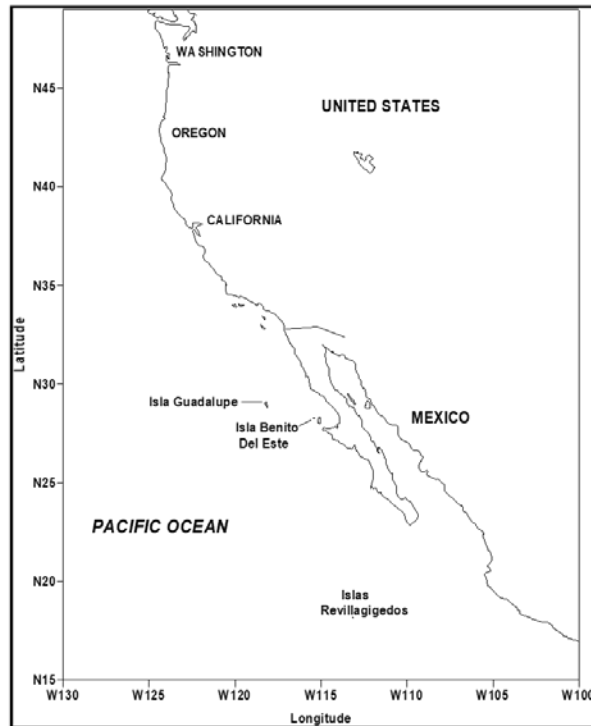 WASHINGTON
N45
UNITED STATES
OREGON
N40
CALIFORNIA
N35
Latitude
N30
Isla Guadalupe
MEXICO
Isla Benito
Del Este
N25
PACIFIC OCEAN
N20
Islas
Revillagigedos
N15
W130 W125 W120 W115 W110 W105 W100
Longitude